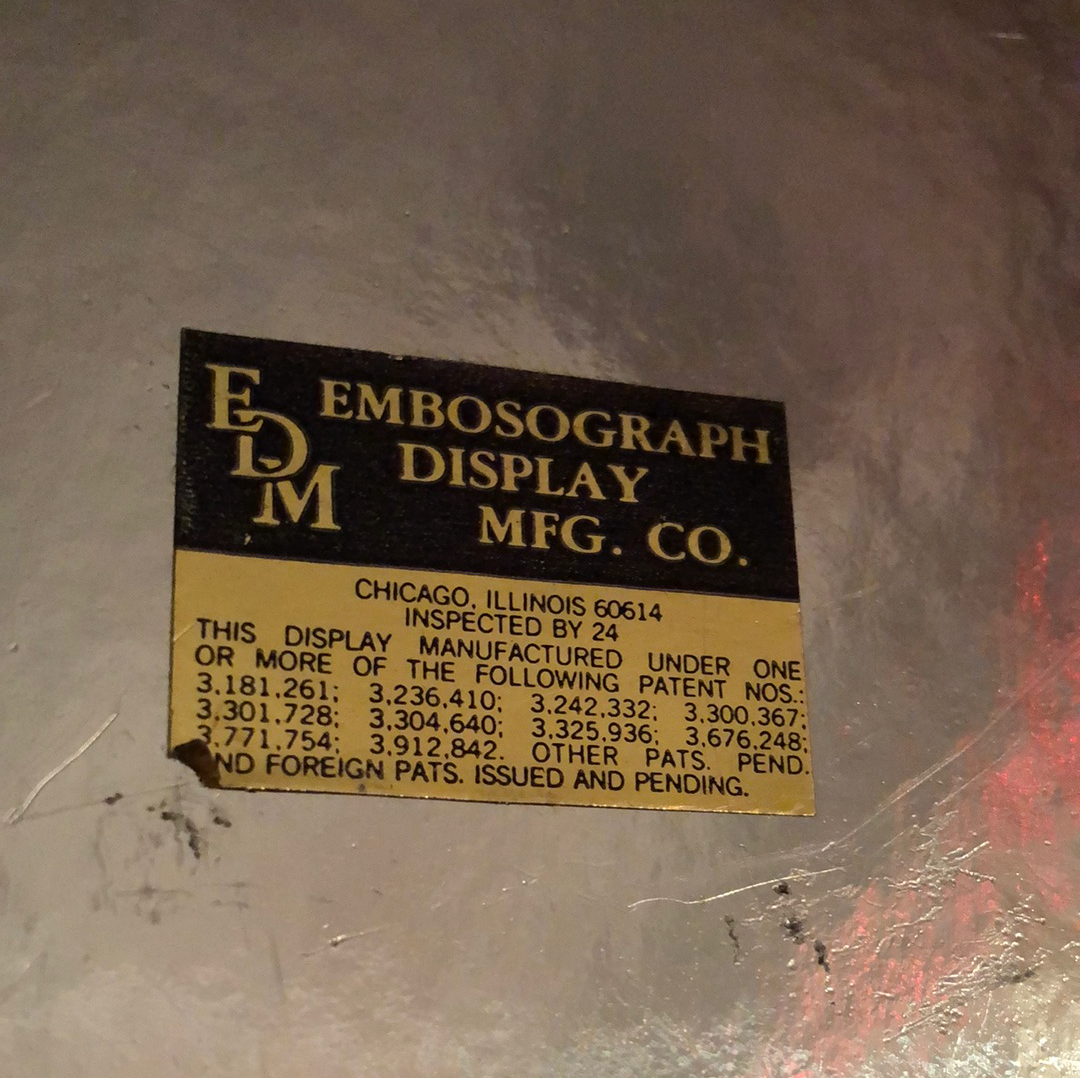 EDM
EMBOSOGRAPH
DISPLAY
MFG. CO.
CHICAGO, ILLINOIS 60614
INSPECTED BY 24
THIS DISPLAY MANUFACTURED UNDER ONE
OR MORE OF THE FOLLOWING PATENT NOS.:
3,181,261; 3,236,410; 3,242,332; 3,300,367;
3,301,728; 3,304,640; 3,325,936; 3,676,248;
3,771,754; 3,912,842. OTHER PATS. PEND.
ND FOREIGN PATS. ISSUED AND PENDING.